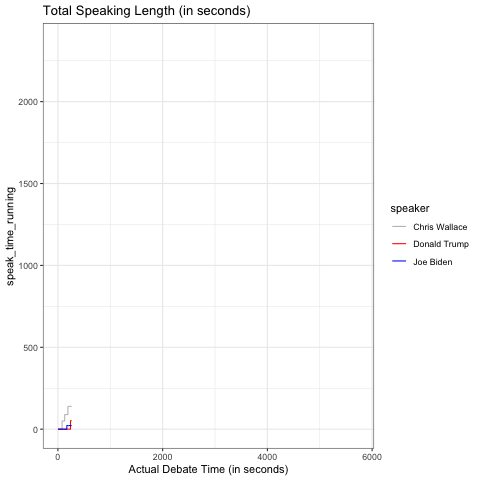 Total Speaking Length (in seconds)
speak_time_running
2000
1500
1000
500
0
0 2000 4000 6000
Actual Debate Time (in seconds)
speaker
Chris Wallace
Donald Trump
Joe Biden